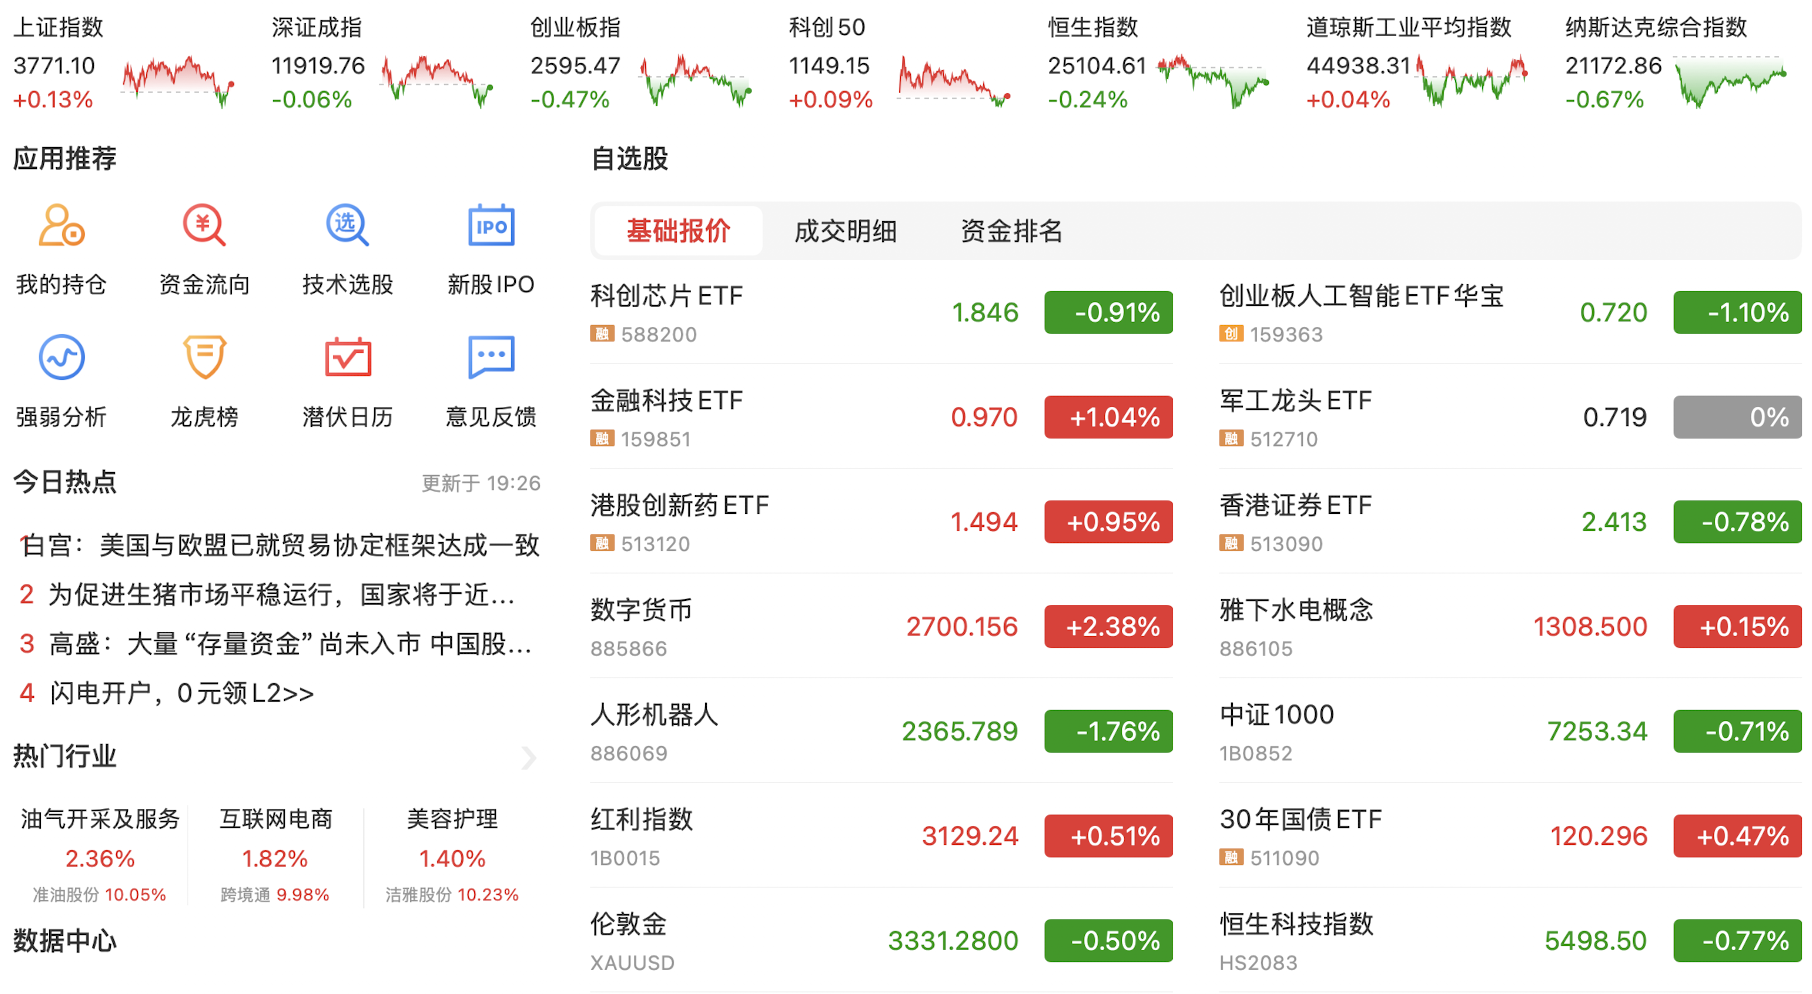 上证指数
3771.10
+0.13%
深证成指
11919.76
-0.06%
创业板指
2595.47
-0.47%
科创50
1149.15
+0.09%
恒生指数
25104.61
-0.24%
道琼斯工业平均指数
44938.31
+0.04%
纳斯达克综合指数
21172.86
-0.67%
应用推荐
我的持仓
¥
资金流向
选
技术选股
IPO
新股IPO
强弱分析
龙虎榜
潜伏日历
意见反馈
今日热点
更新于 19:26
1 白宫：美国与欧盟已就贸易协定框架达成一致
2 为促进生猪市场平稳运行，国家将于近...
3 高盛：大量 “存量资金” 尚未入市 中国股...
4 闪电开户，0元领L2>>
热门行业
油气开采及服务
2.36%
准油股份 10.05%
互联网电商
1.82%
跨境通 9.98%
美容护理
1.40%
洁雅股份 10.23%
数据中心
自选股
基础报价 成交明细 资金排名
科创芯片ETF
融 588200
1.846
-0.91%
创业板人工智能ETF华宝
创 159363
0.720
-1.10%
金融科技ETF
融 159851
0.970
+1.04%
军工龙头ETF
融 512710
0.719
0%
港股创新药ETF
融 513120
1.494
+0.95%
香港证券ETF
融 513090
2.413
-0.78%
数字货币
885866
2700.156
+2.38%
雅下水电概念
886105
1308.500
+0.15%
人形机器人
886069
2365.789
-1.76%
中证1000
1B0852
7253.34
-0.71%
红利指数
1B0015
3129.24
+0.51%
30年国债ETF
融 511090
120.296
+0.47%
伦敦金
XAUUSD
3331.2800
-0.50%
恒生科技指数
HS2083
5498.50
-0.77%